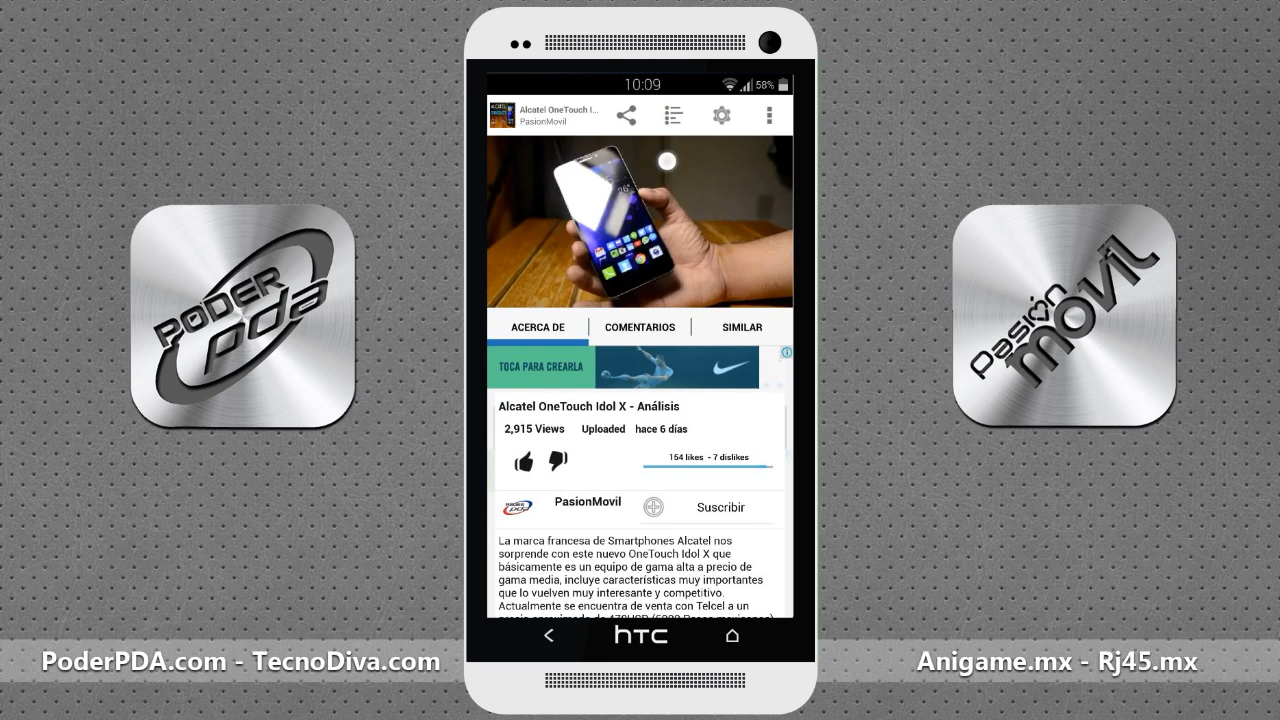 10:09
58%
Alcatel OneTouch I...
PasionMovil
26°
ACERCA DE
COMENTARIOS
SIMILAR
TOCA PARA CREARLA
Alcatel OneTouch Idol X - Análisis
2,915 Views Uploaded hace 6 días
154 likes - 7 dislikes
PODER
pda
PasionMovil
Suscribir
La marca francesa de Smartphones Alcatel nos
sorprende con este nuevo OneTouch Idol X que
básicamente es un equipo de gama alta a precio de
gama media, incluye características muy importantes
que lo vuelven muy interesante y competitivo.
Actualmente se encuentra de venta con Telcel a un
hTC
PODER
pda
Pasión
movil
PoderPDA.com - TecnoDiva.com
Anigame.mx - Rj45.mx